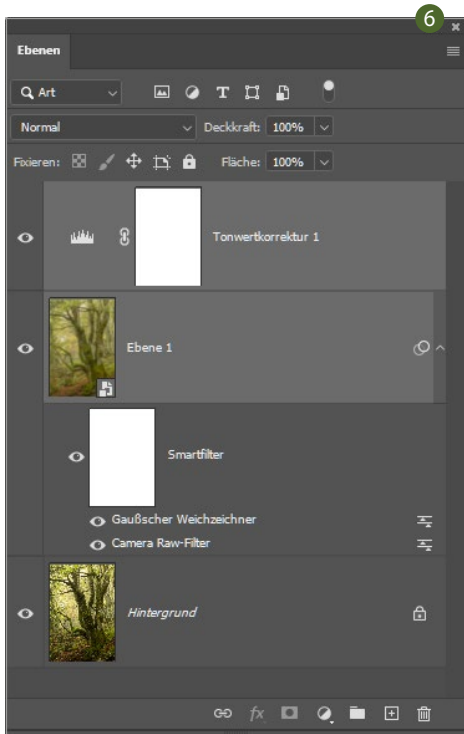 6
Ebenen
Art
Normal Deckkraft: 100%
Fixieren: Fläche: 100%
Tonwertkorrektur 1
Ebene 1
Smartfilter
Gaußscher Weichzeichner
Camera Raw-Filter
Hintergrund
fx